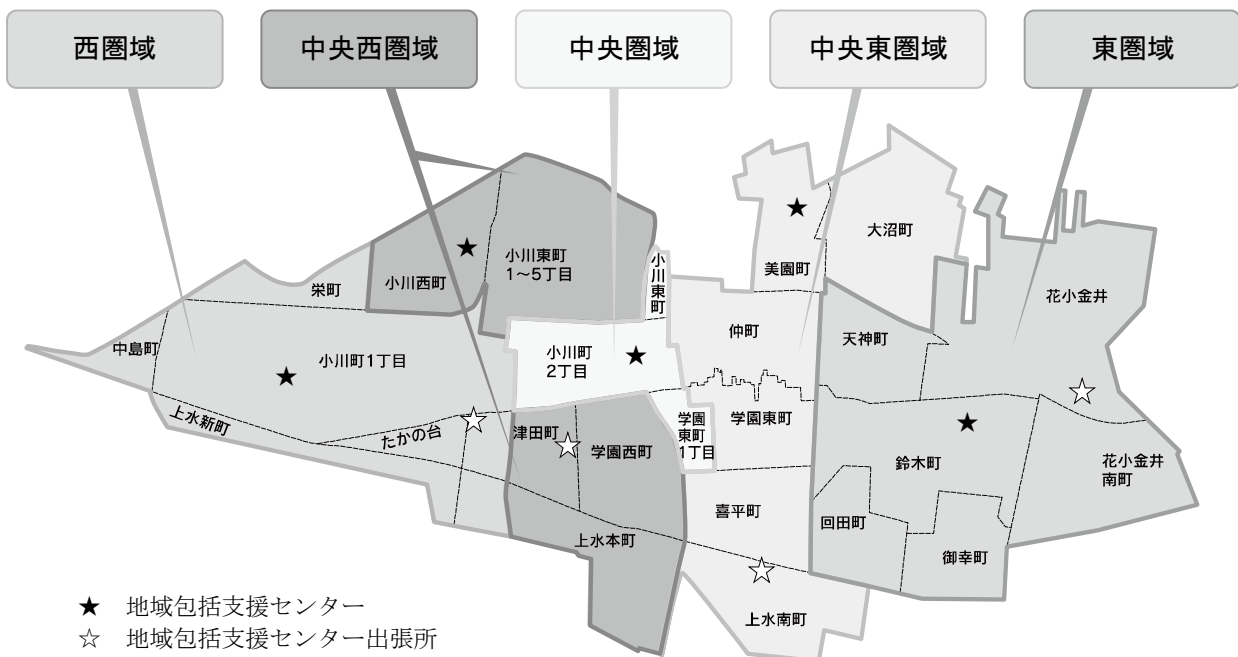 西圏域
中央西圏域
中央圏域
中央東圏域
東圏域
大沼町
美園町
小川東町
1〜5丁目
小川東町
小川西町
栄町
花小金井
中島町
小川町1丁目
小川町
2丁目
仲町
天神町
上水新町
たかの台
津田町
学園西町
学園
東町
1丁目
学園東町
鈴木町
花小金井
南町
喜平町
回田町
御幸町
上水本町
上水南町
★ 地域包括支援センター
☆ 地域包括支援センター出張所